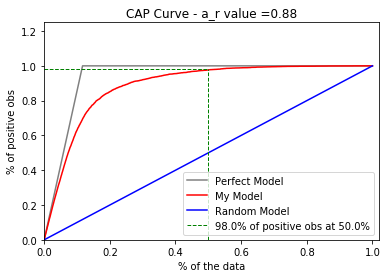 CAP Curve - a_r value =0.88
% of positive obs
1.2
1.0
0.8
0.6
0.4
0.2
0.0
Perfect Model
My Model
Random Model
98.0% of positive obs at 50.0%
0.0 0.2 0.4 0.6 0.8 1.0
% of the data